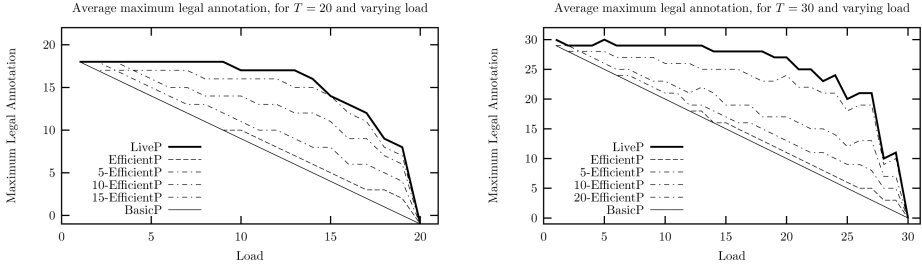 Average maximum legal annotation, for T = 20 and varying load
Maximum Legal Annotation
20
15
10
5
0
LiveP
EfficientP
5-EfficientP
10-EfficientP
15-EfficientP
BasicP
0 5 10 15 20
Load
Average maximum legal annotation, for T = 30 and varying load
Maximum Legal Annotation
30
25
20
15
10
5
0
LiveP
EfficientP
5-EfficientP
10-EfficientP
20-EfficientP
BasicP
0 5 10 15 20 25 30
Load